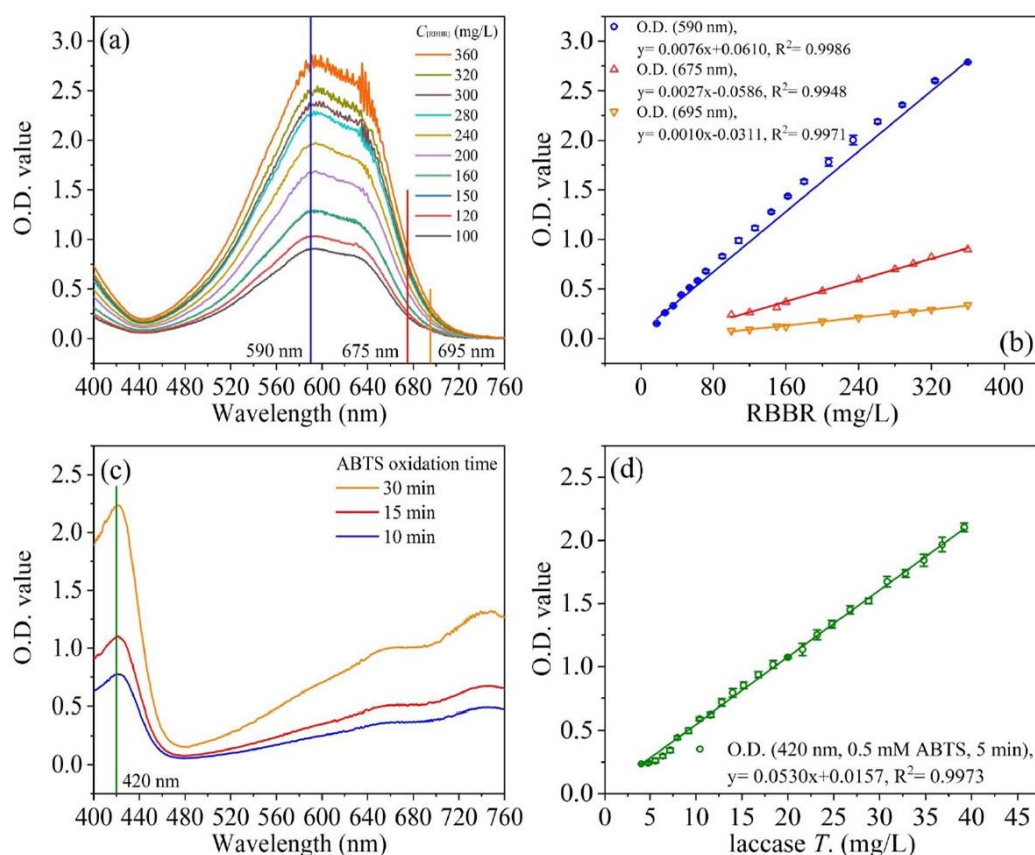 (a)
C[RBBR] (mg/L)
360
320
300
280
240
200
160
150
120
100
O.D. value
3.0
2.5
2.0
1.5
1.0
0.5
0.0
590 nm
675 nm
695 nm
400 440 480 520 560 600 640 680 720 760
Wavelength (nm)
O.D. (590 nm),
y= 0.0076x+0.0610, R²= 0.9986
O.D. (675 nm),
y= 0.0027x-0.0586, R²= 0.9948
O.D. (695 nm),
y= 0.0010x-0.0311, R²= 0.9971
O.D. value
3.0
2.5
2.0
1.5
1.0
0.5
0.0
(b)
0 80 160 240 320 400
RBBR (mg/L)
(c)
ABTS oxidation time
30 min
15 min
10 min
O.D. value
2.5
2.0
1.5
1.0
0.5
0.0
420 nm
400 440 480 520 560 600 640 680 720 760
Wavelength (nm)
(d)
O.D. value
2.5
2.0
1.5
1.0
0.5
0.0
O.D. (420 nm, 0.5 mM ABTS, 5 min),
y= 0.0530x+0.0157, R²= 0.9973
0 5 10 15 20 25 30 35 40 45
laccase T. (mg/L)